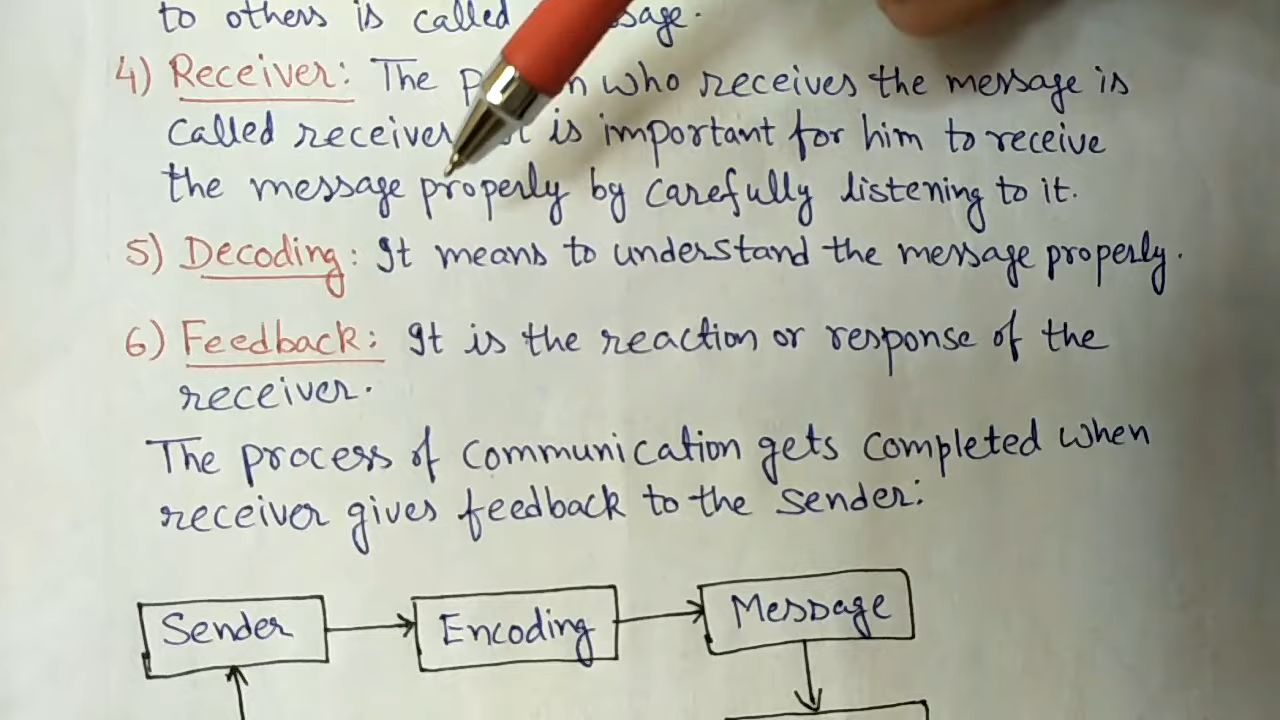 to others is called
4) Receiver: The who receives the message is
called receiver is important for him to receive
the message properly by carefully listening to it.
5) Decoding: It means to understand the message properly.
6) Feedback: It is the reaction or response of the
receiver.
The process of communication gets completed when
receiver gives feedback to the sender:
Sender
Encoding
Message